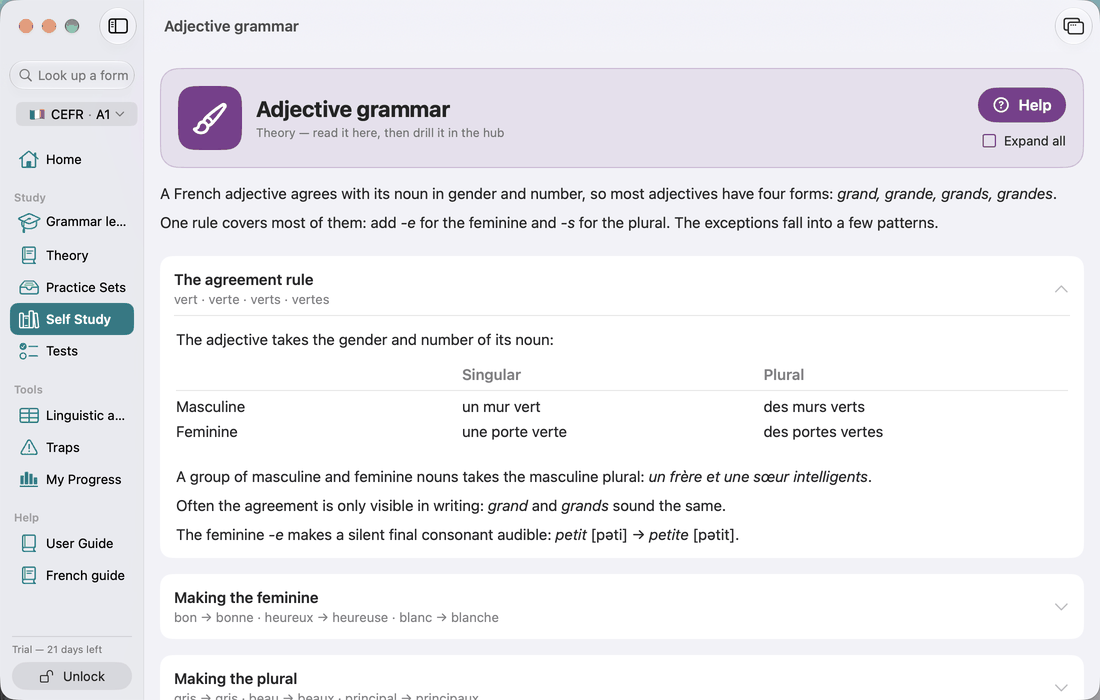 Adjective grammar
Look up a form
CEFR · A1
Home
Study
Grammar le...
Theory
Practice Sets
Self Study
Tests
Tools
Linguistic a...
Traps
My Progress
Help
User Guide
French guide
Trial — 21 days left
Unlock
Adjective grammar
Theory — read it here, then drill it in the hub
Help
Expand all
A French adjective agrees with its noun in gender and number, so most adjectives have four forms: grand, grande, grands, grandes.
One rule covers most of them: add -e for the feminine and -s for the plural. The exceptions fall into a few patterns.
The agreement rule
vert · verte · verts · vertes
The adjective takes the gender and number of its noun:
Singular Plural
Masculine un mur vert des murs verts
Feminine une porte verte des portes vertes
A group of masculine and feminine nouns takes the masculine plural: un frère et une sœur intelligents.
Often the agreement is only visible in writing: grand and grands sound the same.
The feminine -e makes a silent final consonant audible: petit [pəti] → petite [pətit].
Making the feminine
bon → bonne · heureux → heureuse · blanc → blanche
Making the plural
gris → gris · beau → beaux · principal → principaux